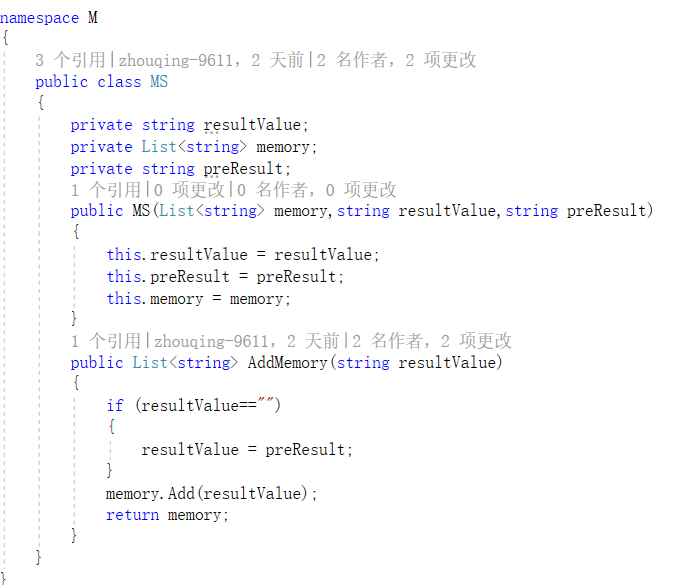 namespace M
{
3 个引用|zhouqing-9611，2 天前|2 名作者，2 项更改
public class MS
{
private string resultValue;
private List<string> memory;
private string preResult;
1 个引用|0 项更改|0 名作者，0 项更改
public MS(List<string> memory,string resultValue,string preResult)
{
this.resultValue = resultValue;
this.preResult = preResult;
this.memory = memory;
}
1 个引用|zhouqing-9611，2 天前|2 名作者，2 项更改
public List<string> AddMemory(string resultValue)
{
if (resultValue=="")
{
resultValue = preResult;
}
memory.Add(resultValue);
return memory;
}
}
}